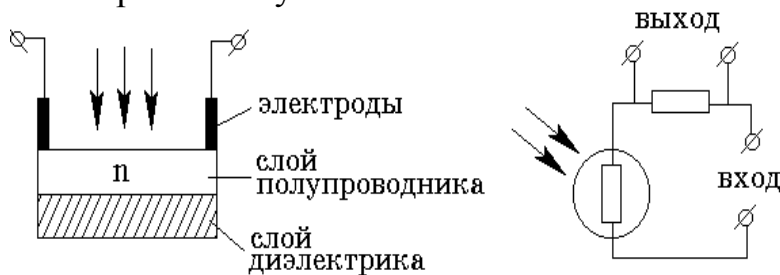 электроды
n
слой
полупроводника
слой
диэлектрика
выход
вход